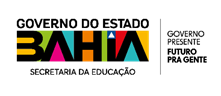 GOVERNO DO ESTADO
BAHIA
SECRETARIA DA EDUCAÇÃO
GOVERNO
PRESENTE
FUTURO
PRA GENTE